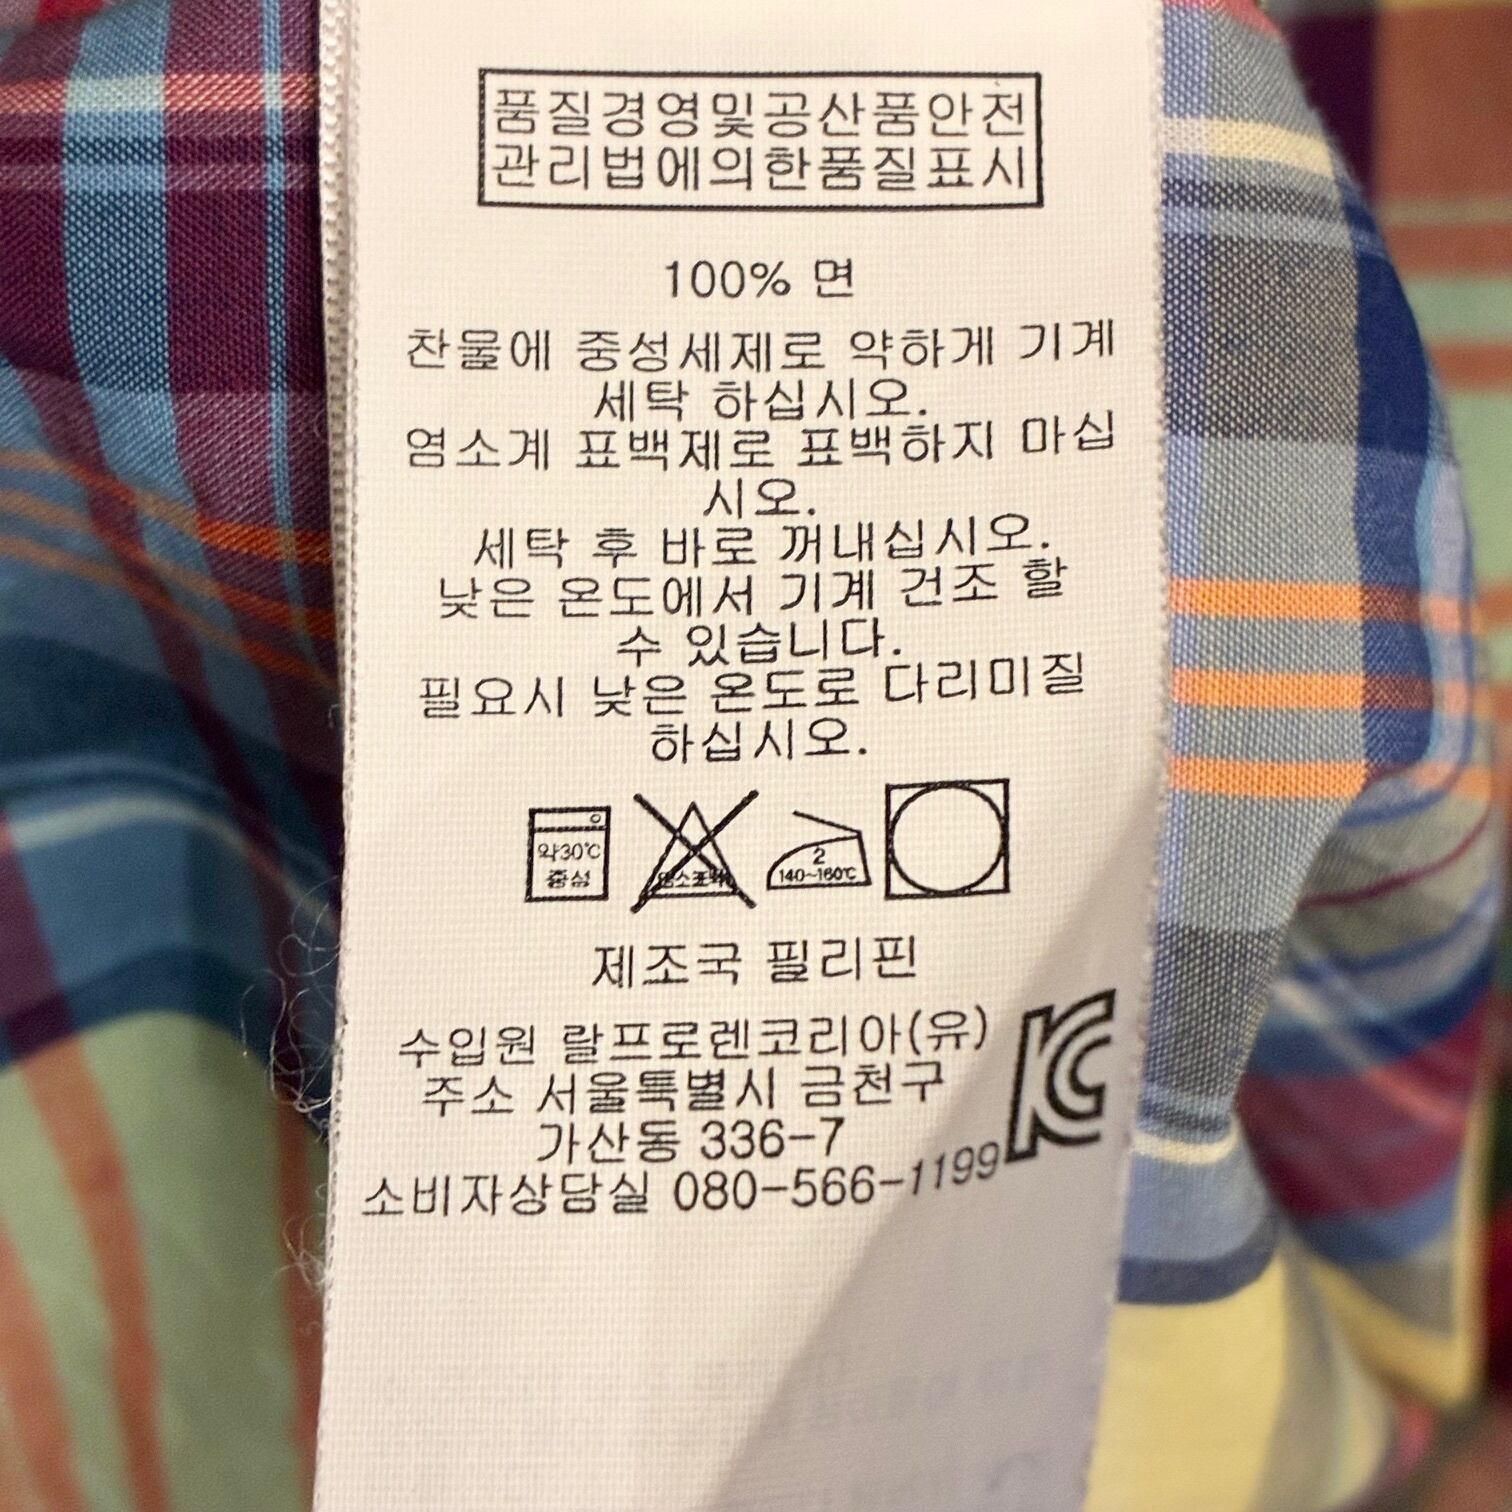 품질경영및공산품안전
관리법에의한품질표시
100% 면
찬물에 중성세제로 약하게 기계
세탁 하십시오.
염소계 표백제로 표백하지 마십
시오.
세탁 후 바로 꺼내십시오.
낮은 온도에서 기계 건조 할
수 있습니다.
필요시 낮은 온도로 다리미질
하십시오.
약30℃
중성
염소표백
2
140~160℃
제조국 필리핀
수입원 랄프로렌코리아(유)
주소 서울특별시 금천구
가산동 336-7
소비자상담실 080-566-1199
KC